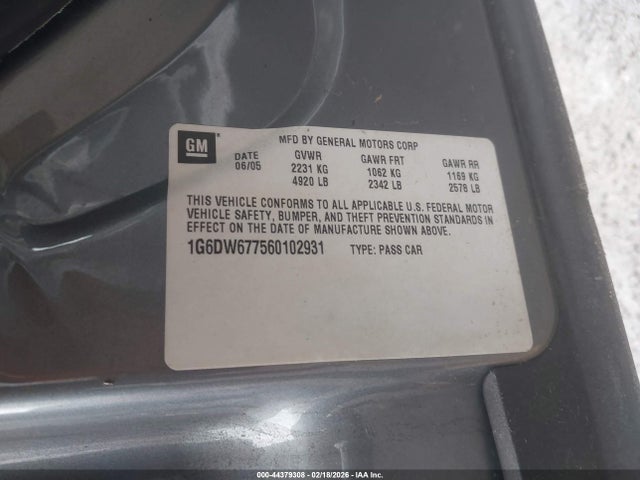 GM
MFD BY GENERAL MOTORS CORP
DATE GVWR GAWR FRT GAWR RR
06/05 2231 KG 1062 KG 1169 KG
4920 LB 2342 LB 2578 LB
THIS VEHICLE CONFORMS TO ALL APPLICABLE U.S. FEDERAL MOTOR
VEHICLE SAFETY, BUMPER, AND THEFT PREVENTION STANDARDS IN
EFFECT ON THE DATE OF MANUFACTURE SHOWN ABOVE.
1G6DW677560102931 TYPE: PASS CAR
000-44379308 - 02/18/2026 - IAA Inc.